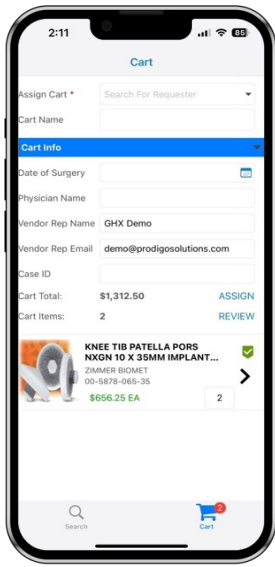 2:11
85
Cart
Assign Cart *
Search For Requester
Cart Name
Cart Info
Date of Surgery
Physician Name
Vendor Rep Name GHX Demo
Vendor Rep Email demo@prodigosolutions.com
Case ID
Cart Total: $1,312.50 ASSIGN
Cart Items: 2 REVIEW
KNEE TIB PATELLA PORS
NXGN 10 X 35MM IMPLANT...
ZIMMER BIOMET
00-5878-065-35
$656.25 EA 2
2
Search Cart